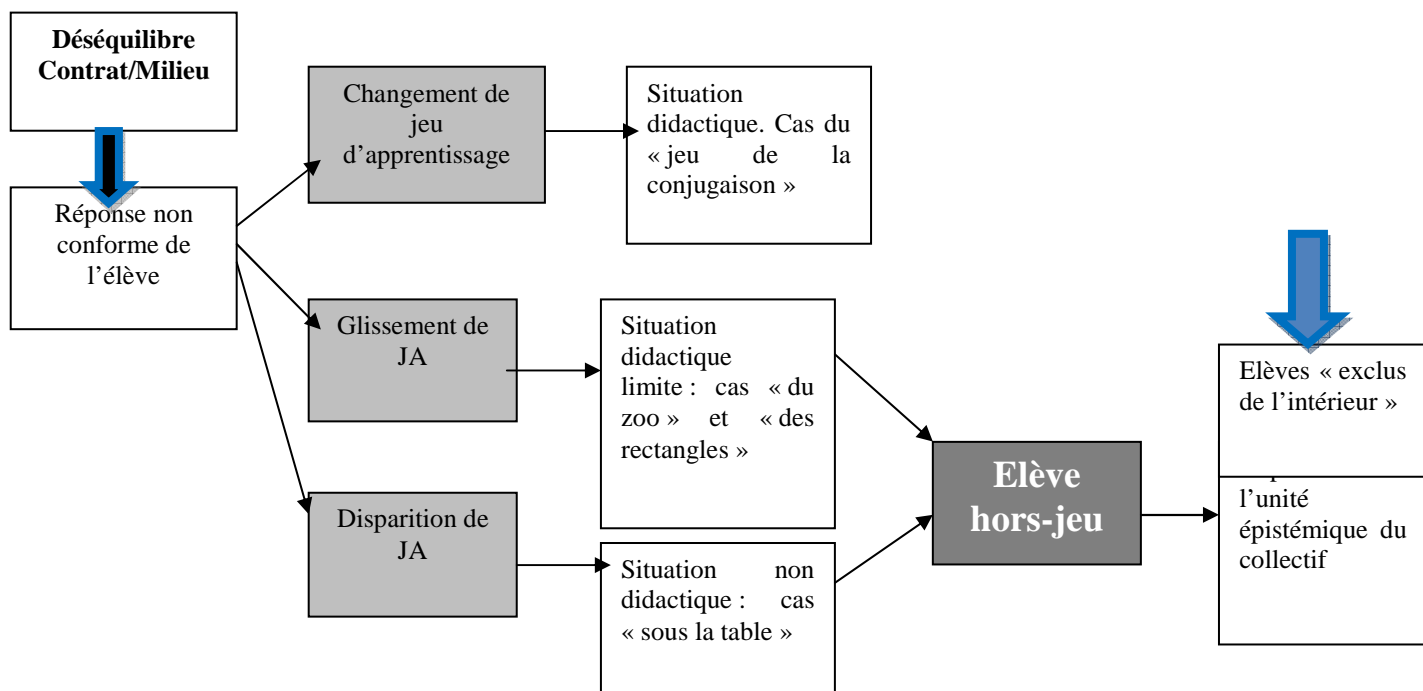 Déséquilibre
Contrat/Milieu
Réponse non
conforme de
l’élève
Changement de
jeu
d’apprentissage
Situation
didactique. Cas du
« jeu de la
conjugaison »
Glissement de
JA
Situation
didactique
limite : cas « du
zoo » et « des
rectangles »
Disparition de
JA
Situation non
didactique : cas
« sous la table »
Elève
hors-jeu
Elèves « exclus
de l’intérieur »
l’unité
épistémique du
collectif